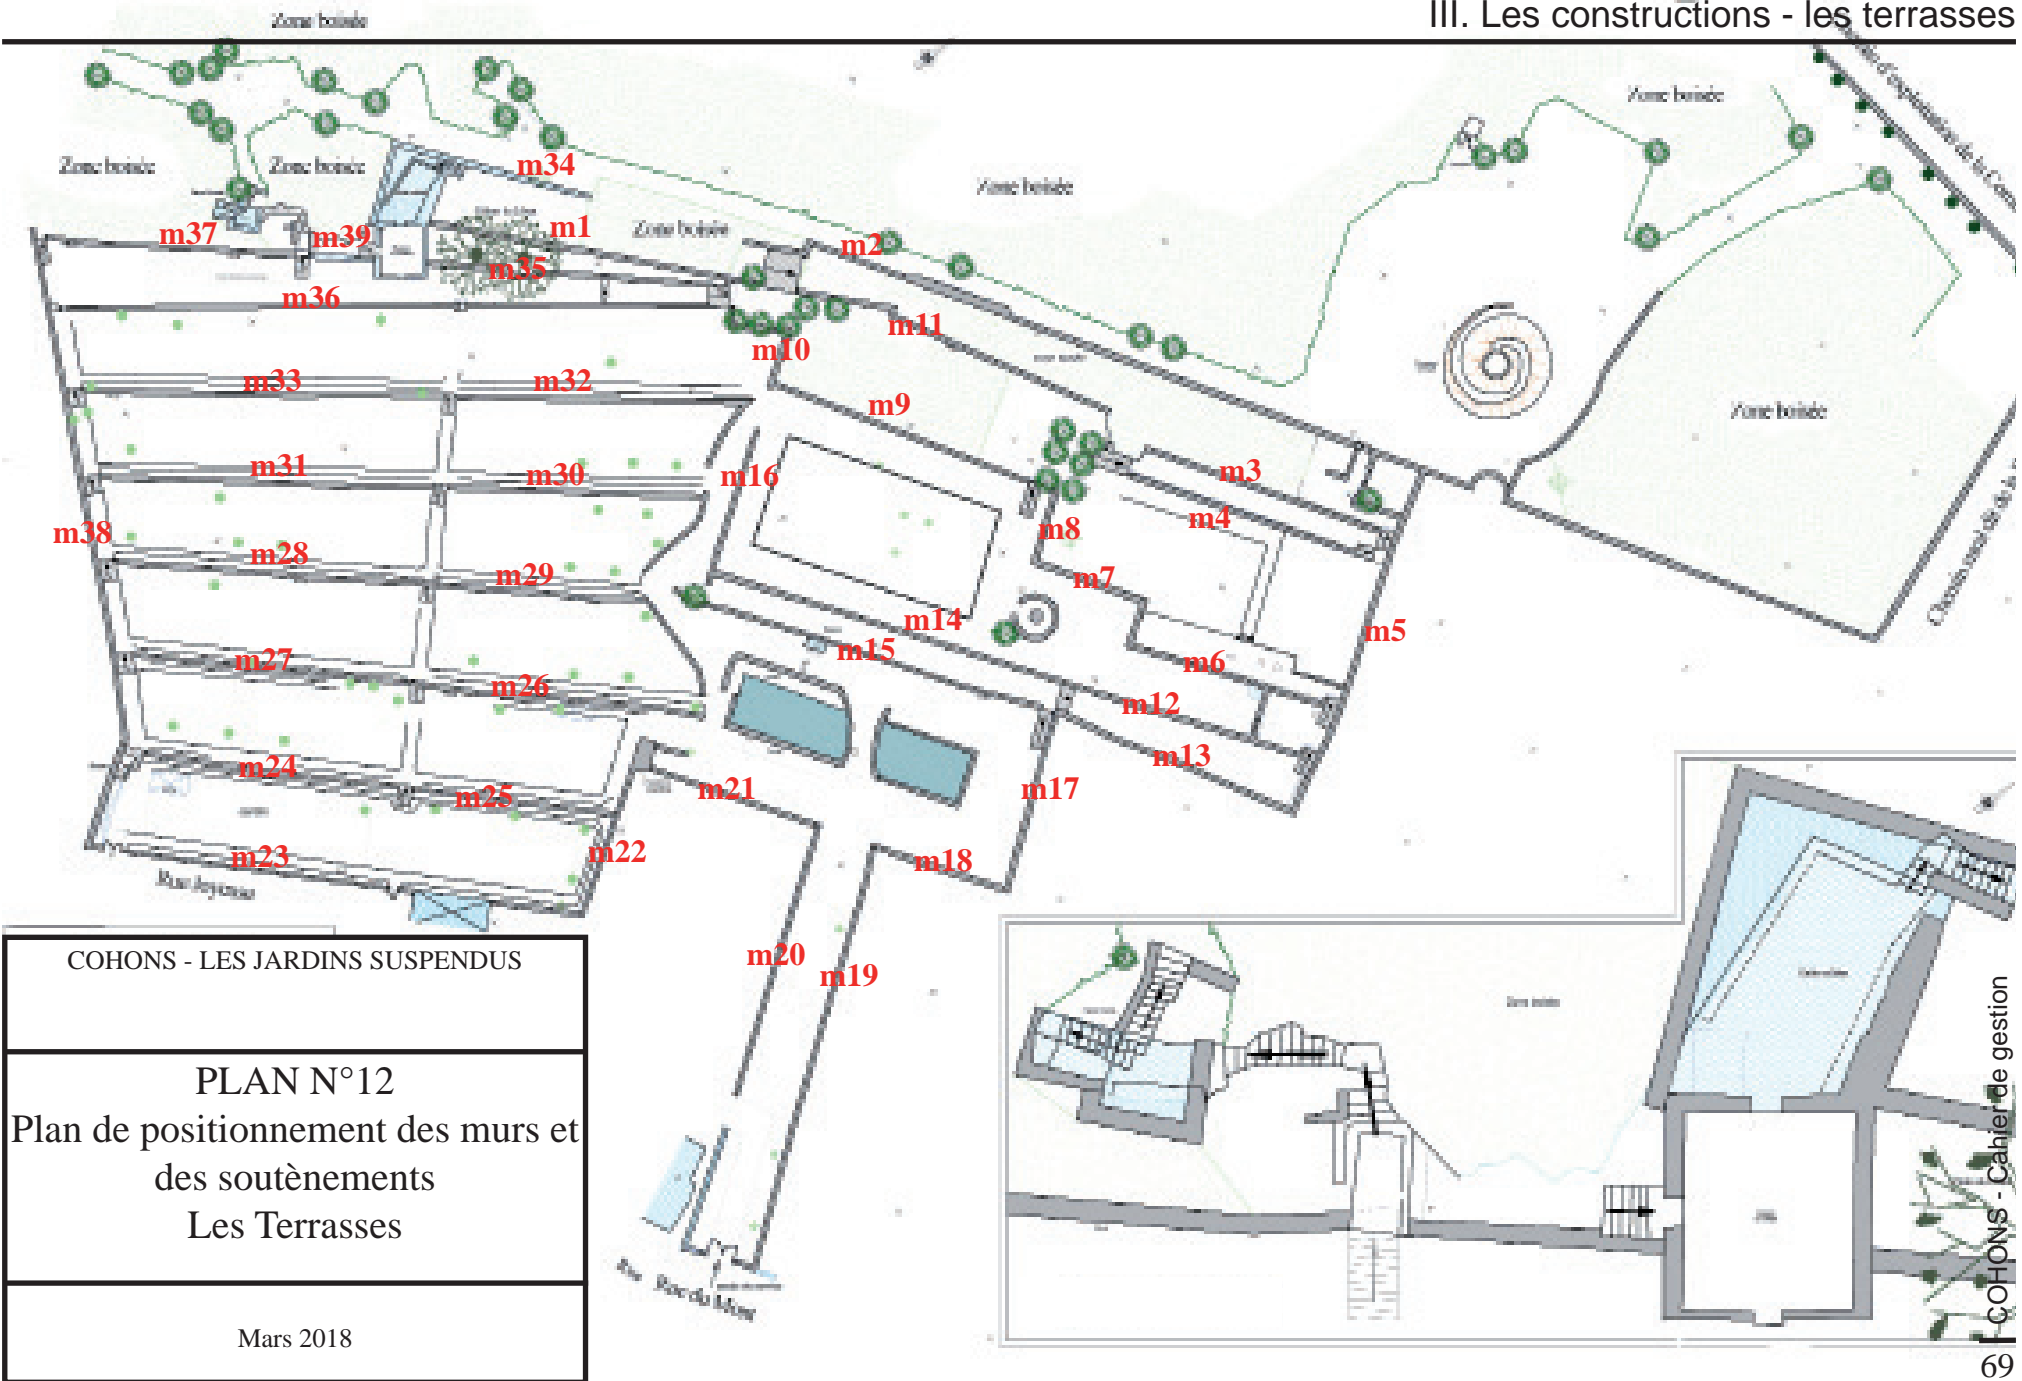 III. Les constructions - les terrasses
Zone boisée
Zone boisée
Zone boisée
Zone boisée
Zone boisée
Zone boisée
Zone boisée
m34
m37
m39
m1
m2
m35
m36
m11
m10
m33
m32
m9
m31
m30
m16
m3
m4
m38
m28
m29
m8
m7
m14
m5
m15
m27
m26
m6
m12
m13
m24
m25
m21
m17
m23
m22
m18
m20
m19
Rue du Mont
COHONS - LES JARDINS SUSPENDUS
PLAN N°12
Plan de positionnement des murs et
des soutènements
Les Terrasses
Mars 2018
COHONS - Cahier de gestion
69